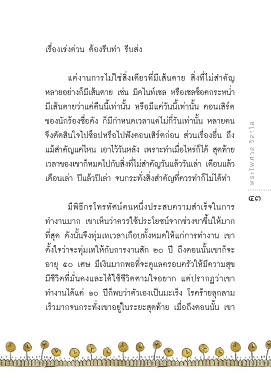 เรื่องเร่งด่วน ต้องรีบทำ รีบส่ง
แค่งานการไม่ใช่สิ่งเดียวที่มีเส้นตาย สิ่งที่ไม่สำคัญ
หลายอย่างก็มีเส้นตาย เช่น มิดไนท์เซล หรือเซลช็อคกระหน่ำ
มีเส้นตายว่าแค่คืนนี้เท่านั้น หรือมีแค่วันนี้เท่านั้น คอนเสิร์ต
ของนักร้องชื่อดัง ก็มีกำหนดเวลาแค่ไม่กี่วันเท่านั้น หลายคน
จึงตัดสินใจไปช็อปหรือไปฟังคอนเสิร์ตก่อน ส่วนเรื่องอื่น ถึง
แม้สำคัญแค่ไหน เอาไว้วันหลัง เพราะทำเมื่อไหร่ก็ได้ สุดท้าย
เวลาของเขาก็หมดไปกับสิ่งที่ไม่สำคัญวันแล้ววันเล่า เดือนแล้ว
เดือนเล่า ปีแล้วปีเล่า จนกระทั่งสิ่งสำคัญที่ควรทำก็ไม่ได้ทำ
มีพิธีกรโทรทัศน์คนหนึ่งประสบความสำเร็จในการ
ทำงานมาก เขาเห็นว่าควรใช้ประโยชน์จากช่วงขาขึ้นให้มาก
ที่สุด ดังนั้นจึงทุ่มเทเวลาเกือบทั้งหมดให้แก่การทำงาน เขา
ตั้งใจว่าจะทุ่มเทให้กับการงานสัก ๒๐ ปี ถึงตอนนั้นเขาก็จะ
อายุ ๕๐ เศษ มีเงินมากพอที่จะดูแลครอบครัวให้มีความสุข
มีชีวิตที่มั่นคงและได้ใช้ชีวิตตามใจอยาก แต่ปรากฏว่าเขา
ทำงานได้แค่ ๑๐ ปีก็พบว่าตัวเองเป็นมะเร็ง โรคร้ายลุกลาม
เร็วมากจนกระทั่งเขาอยู่ในระยะสุดท้าย เมื่อถึงตอนนั้น เขา
พระไพศาล วิสาโล
๔๓